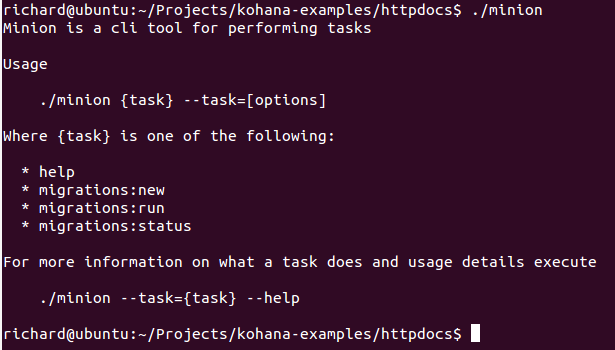 richard@ubuntu:~/Projects/kohana-examples/httpdocs$ ./minion
Minion is a cli tool for performing tasks
Usage
./minion {task} --task=[options]
Where {task} is one of the following:
* help
* migrations:new
* migrations:run
* migrations:status
For more information on what a task does and usage details execute
./minion --task={task} --help
richard@ubuntu:~/Projects/kohana-examples/httpdocs$